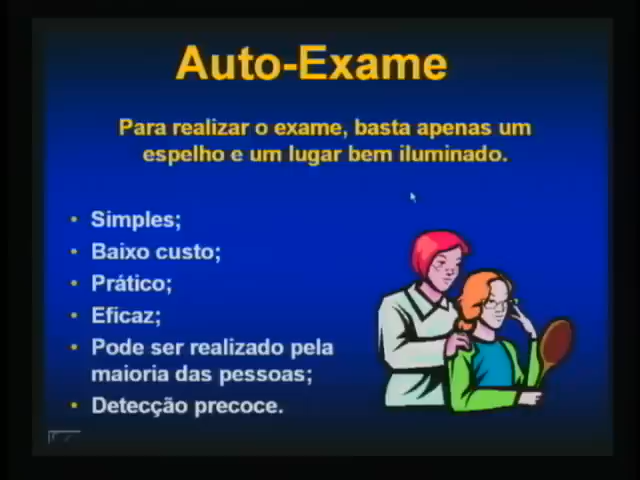 Auto-Exame
Para realizar o exame, basta apenas um
espelho e um lugar bem iluminado.
• Simples;
• Baixo custo;
• Prático;
• Eficaz;
• Pode ser realizado pela
maioria das pessoas;
• Detecção precoce.